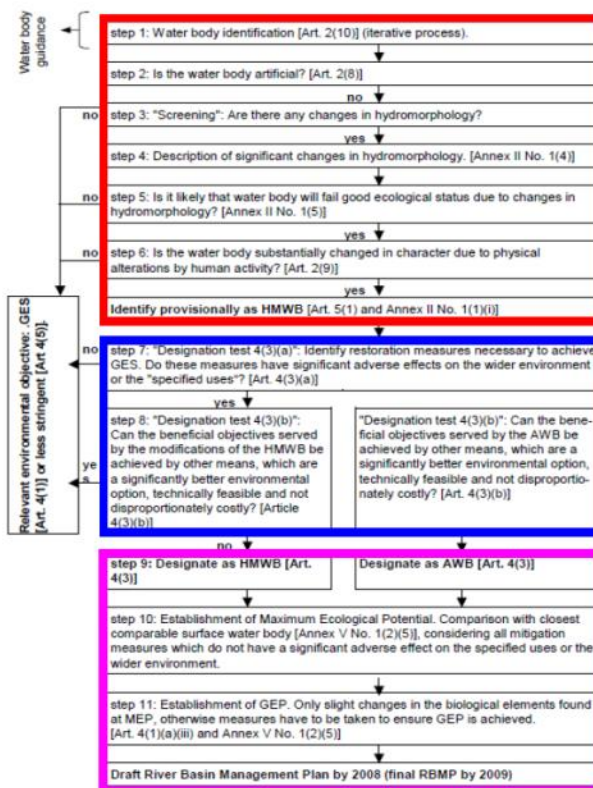 Water body
guidance
step 1: Water body identification [Art. 2(10)] (iterative process).
step 2: Is the water body artificial? [Art. 2(8)]
no
no
step 3: "Screening": Are there any changes in hydromorphology?
yes
step 4: Description of significant changes in hydromorphology. [Annex II No. 1(4)]
no
step 5: Is it likely that water body will fail good ecological status due to changes in
hydromorphology? [Annex II No. 1(5)]
yes
no
step 6: Is the water body substantially changed in character due to physical
alterations by human activity? [Art. 2(9)]
yes
Identify provisionally as HMWB [Art. 5(1) and Annex II No. 1(1)(i)]
Relevant environmental objective: .GES
[Art. 4(1)] or less stringent [Art 4(5)].
no
step 7: "Designation test 4(3)(a)": Identify restoration measures necessary to achieve
GES. Do these measures have significant adverse effects on the wider environment
or the "specified uses"? [Art. 4(3)(a)]
yes
step 8: "Designation test 4(3)(b)":
Can the beneficial objectives served
by the modifications of the HMWB be
achieved by other means, which are
a significantly better environmental
option, technically feasible and not
disproportionately costly? [Article
4(3)(b)]
ye
s
no
"Designation test 4(3)(b)": Can the bene-
ficial objectives served by the AWB be
achieved by other means, which are a
significantly better environmental option,
technically feasible and not disproportio-
nately costly? [Art. 4(3)(b)]
step 9: Designate as HMWB [Art.
4(3)]
Designate as AWB [Art. 4(3)]
step 10: Establishment of Maximum Ecological Potential. Comparison with closest
comparable surface water body [Annex V No. 1(2)(5)], considering all mitigation
measures which do not have a significant adverse effect on the specified uses or the
wider environment.
step 11: Establishment of GEP. Only slight changes in the biological elements found
at MEP, otherwise measures have to be taken to ensure GEP is achieved.
[Art. 4(1)(a)(iii) and Annex V No. 1(2)(5)]
Draft River Basin Management Plan by 2008 (final RBMP by 2009)